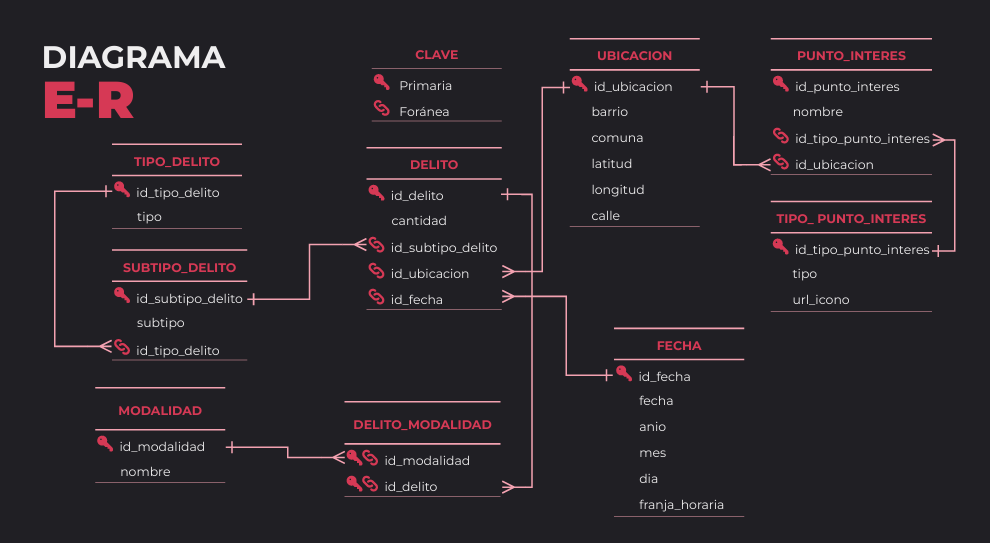 DIAGRAMA
E-R
CLAVE
Primaria
Foránea
UBICACION
id_ubicacion
barrio
comuna
latitud
longitud
calle
PUNTO_INTERES
id_punto_interes
nombre
id_tipo_punto_interes
id_ubicacion
TIPO_DELITO
id_tipo_delito
tipo
DELITO
id_delito
cantidad
id_subtipo_delito
id_ubicacion
id_fecha
TIPO_ PUNTO_INTERES
id_tipo_punto_interes
tipo
url_icono
SUBTIPO_DELITO
id_subtipo_delito
subtipo
id_tipo_delito
FECHA
id_fecha
fecha
anio
mes
dia
franja_horaria
MODALIDAD
id_modalidad
nombre
DELITO_MODALIDAD
id_modalidad
id_delito